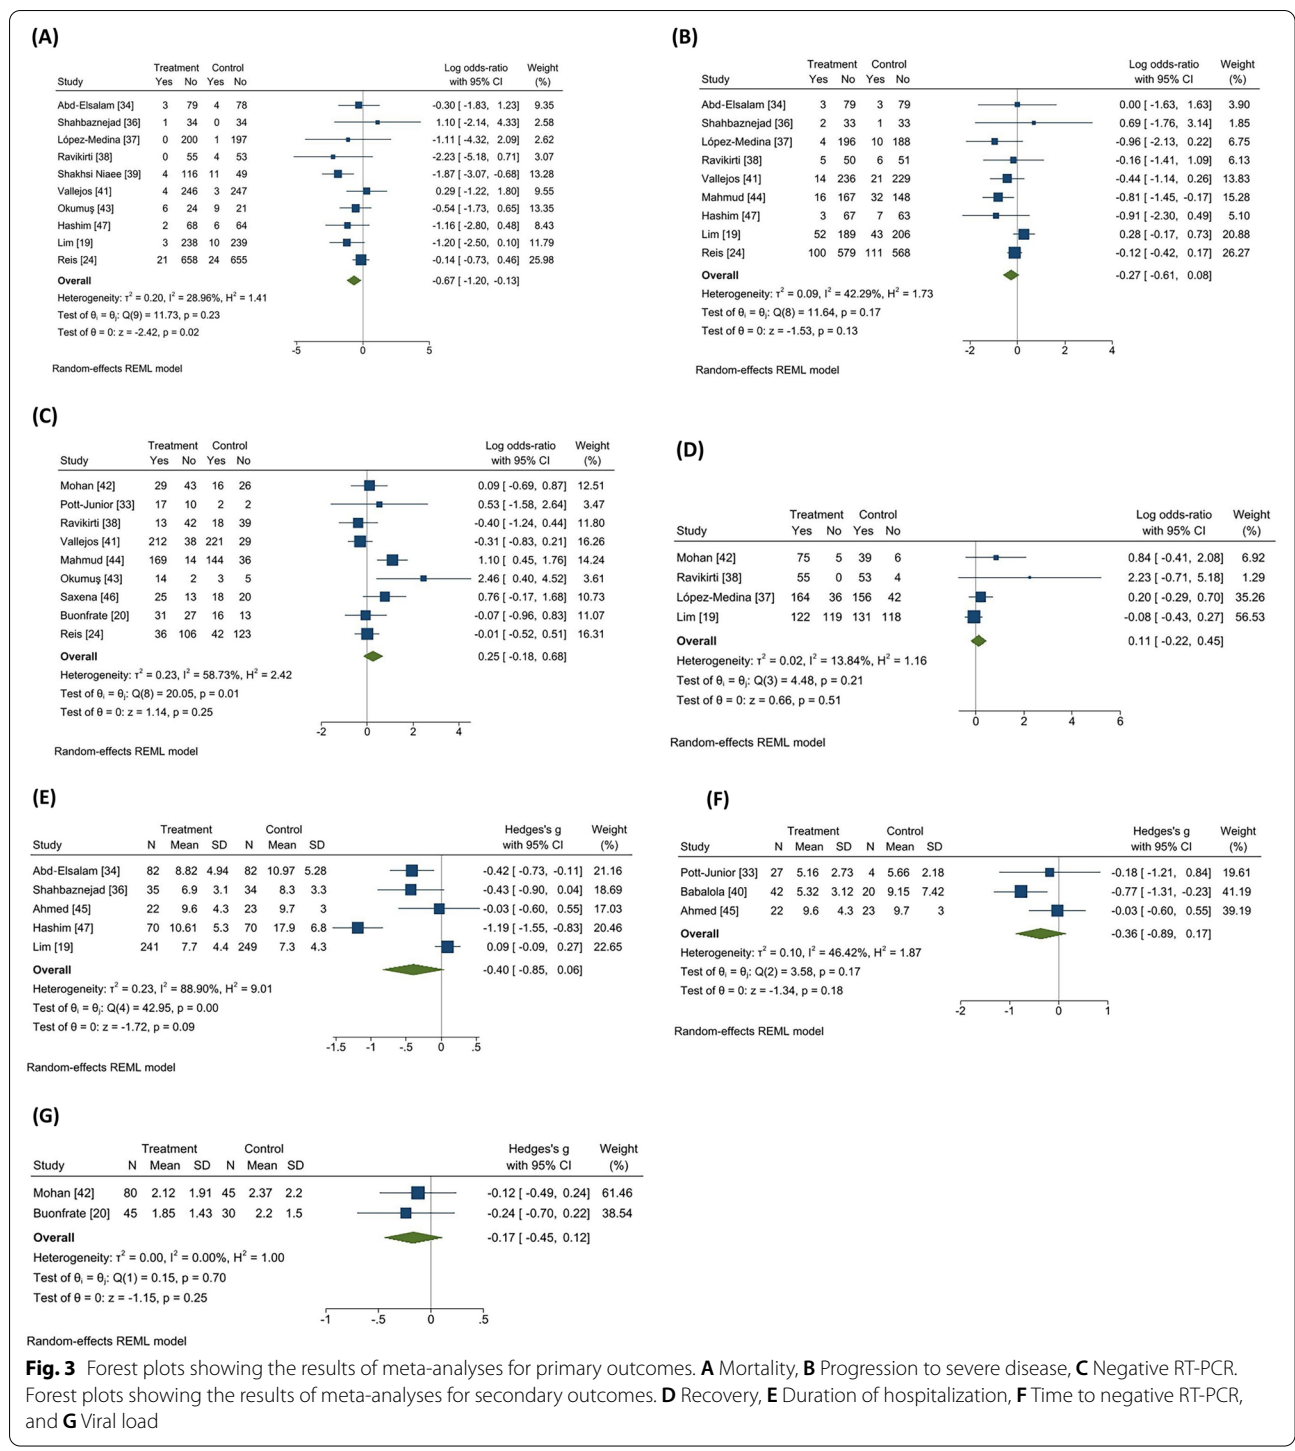 (A)
Treatment Control Log odds-ratio Weight
Study Yes No Yes No with 95% CI (%)
Abd-Elsalam [34] 3 79 4 78 -0.30 [ -1.83, 1.23] 9.35
Shahbaznejad [36] 1 34 0 34 1.10 [ -2.14, 4.33] 2.58
López-Medina [37] 0 200 1 197 -1.11 [ -4.32, 2.09] 2.62
Ravikirti [38] 0 55 4 53 -2.23 [ -5.18, 0.71] 3.07
Shakhsi Niaee [39] 4 116 11 49 -1.87 [ -3.07, -0.68] 13.28
Vallejos [41] 4 246 3 247 0.29 [ -1.22, 1.80] 9.55
Okumuş [43] 6 24 9 21 -0.54 [ -1.73, 0.65] 13.35
Hashim [47] 2 68 6 64 -1.16 [ -2.80, 0.48] 8.43
Lim [19] 3 238 10 239 -1.20 [ -2.50, 0.10] 11.79
Reis [24] 21 658 24 655 -0.14 [ -0.73, 0.46] 25.98
Overall -0.67 [ -1.20, -0.13]
Heterogeneity: τ² = 0.20, I² = 28.96%, H² = 1.41
Test of θᵢ = θⱼ: Q(9) = 11.73, p = 0.23
Test of θ = 0: z = -2.42, p = 0.02
-5 0 5
Random-effects REML model
(B)
Treatment Control Log odds-ratio Weight
Study Yes No Yes No with 95% CI (%)
Abd-Elsalam [34] 3 79 3 79 0.00 [ -1.63, 1.63] 3.90
Shahbaznejad [36] 2 33 1 33 0.69 [ -1.76, 3.14] 1.85
López-Medina [37] 4 196 10 188 -0.96 [ -2.13, 0.22] 6.75
Ravikirti [38] 5 50 6 51 -0.16 [ -1.41, 1.09] 6.13
Vallejos [41] 14 236 21 229 -0.44 [ -1.14, 0.26] 13.83
Mahmud [44] 16 167 32 148 -0.81 [ -1.45, -0.17] 15.28
Hashim [47] 3 67 7 63 -0.91 [ -2.30, 0.49] 5.10
Lim [19] 52 189 43 206 0.28 [ -0.17, 0.73] 20.88
Reis [24] 100 579 111 568 -0.12 [ -0.42, 0.17] 26.27
Overall -0.27 [ -0.61, 0.08]
Heterogeneity: τ² = 0.09, I² = 42.29%, H² = 1.73
Test of θᵢ = θⱼ: Q(8) = 11.64, p = 0.17
Test of θ = 0: z = -1.53, p = 0.13
-2 0 2 4
Random-effects REML model
(C)
Treatment Control Log odds-ratio Weight
Study Yes No Yes No with 95% CI (%)
Mohan [42] 29 43 16 26 0.09 [ -0.69, 0.87] 12.51
Pott-Junior [33] 17 10 2 2 0.53 [ -1.58, 2.64] 3.47
Ravikirti [38] 13 42 18 39 -0.40 [ -1.24, 0.44] 11.80
Vallejos [41] 212 38 221 29 -0.31 [ -0.83, 0.21] 16.26
Mahmud [44] 169 14 144 36 1.10 [ 0.45, 1.76] 14.24
Okumuş [43] 14 2 3 5 2.46 [ 0.40, 4.52] 3.61
Saxena [46] 25 13 18 20 0.76 [ -0.17, 1.68] 10.73
Buonfrate [20] 31 27 16 13 -0.07 [ -0.96, 0.83] 11.07
Reis [24] 36 106 42 123 -0.01 [ -0.52, 0.51] 16.31
Overall 0.25 [ -0.18, 0.68]
Heterogeneity: τ² = 0.23, I² = 58.73%, H² = 2.42
Test of θᵢ = θⱼ: Q(8) = 20.05, p = 0.01
Test of θ = 0: z = 1.14, p = 0.25
-2 0 2 4
Random-effects REML model
(D)
Treatment Control Log odds-ratio Weight
Study Yes No Yes No with 95% CI (%)
Mohan [42] 75 5 39 6 0.84 [ -0.41, 2.08] 6.92
Ravikirti [38] 55 0 53 4 2.23 [ -0.71, 5.18] 1.29
López-Medina [37] 164 36 156 42 0.20 [ -0.29, 0.70] 35.26
Lim [19] 122 119 131 118 -0.08 [ -0.43, 0.27] 56.53
Overall 0.11 [ -0.22, 0.45]
Heterogeneity: τ² = 0.02, I² = 13.84%, H² = 1.16
Test of θᵢ = θⱼ: Q(3) = 4.48, p = 0.21
Test of θ = 0: z = 0.66, p = 0.51
0 2 4 6
Random-effects REML model
(E)
Treatment Control Hedges's g Weight
Study N Mean SD N Mean SD with 95% CI (%)
Abd-Elsalam [34] 82 8.82 4.94 82 10.97 5.28 -0.42 [ -0.73, -0.11] 21.16
Shahbaznejad [36] 35 6.9 3.1 34 8.3 3.3 -0.43 [ -0.90, 0.04] 18.69
Ahmed [45] 22 9.6 4.3 23 9.7 3 -0.03 [ -0.60, 0.55] 17.03
Hashim [47] 70 10.61 5.3 70 17.9 6.8 -1.19 [ -1.55, -0.83] 20.46
Lim [19] 241 7.7 4.4 249 7.3 4.3 0.09 [ -0.09, 0.27] 22.65
Overall -0.40 [ -0.85, 0.06]
Heterogeneity: τ² = 0.23, I² = 88.90%, H² = 9.01
Test of θᵢ = θⱼ: Q(4) = 42.95, p = 0.00
Test of θ = 0: z = -1.72, p = 0.09
-1.5 -1 -.5 0 .5
Random-effects REML model
(F)
Treatment Control Hedges's g Weight
Study N Mean SD N Mean SD with 95% CI (%)
Pott-Junior [33] 27 5.16 2.73 4 5.66 2.18 -0.18 [ -1.21, 0.84] 19.61
Babalola [40] 42 5.32 3.12 20 9.15 7.42 -0.77 [ -1.31, -0.23] 41.19
Ahmed [45] 22 9.6 4.3 23 9.7 3 -0.03 [ -0.60, 0.55] 39.19
Overall -0.36 [ -0.89, 0.17]
Heterogeneity: τ² = 0.10, I² = 46.42%, H² = 1.87
Test of θᵢ = θⱼ: Q(2) = 3.58, p = 0.17
Test of θ = 0: z = -1.34, p = 0.18
-2 -1 0 1
Random-effects REML model
(G)
Treatment Control Hedges's g Weight
Study N Mean SD N Mean SD with 95% CI (%)
Mohan [42] 80 2.12 1.91 45 2.37 2.2 -0.12 [ -0.49, 0.24] 61.46
Buonfrate [20] 45 1.85 1.43 30 2.2 1.5 -0.24 [ -0.70, 0.22] 38.54
Overall -0.17 [ -0.45, 0.12]
Heterogeneity: τ² = 0.00, I² = 0.00%, H² = 1.00
Test of θᵢ = θⱼ: Q(1) = 0.15, p = 0.70
Test of θ = 0: z = -1.15, p = 0.25
-1 -.5 0 .5
Random-effects REML model
Fig. 3 Forest plots showing the results of meta-analyses for primary outcomes. A Mortality, B Progression to severe disease, C Negative RT-PCR.
Forest plots showing the results of meta-analyses for secondary outcomes. D Recovery, E Duration of hospitalization, F Time to negative RT-PCR,
and G Viral load